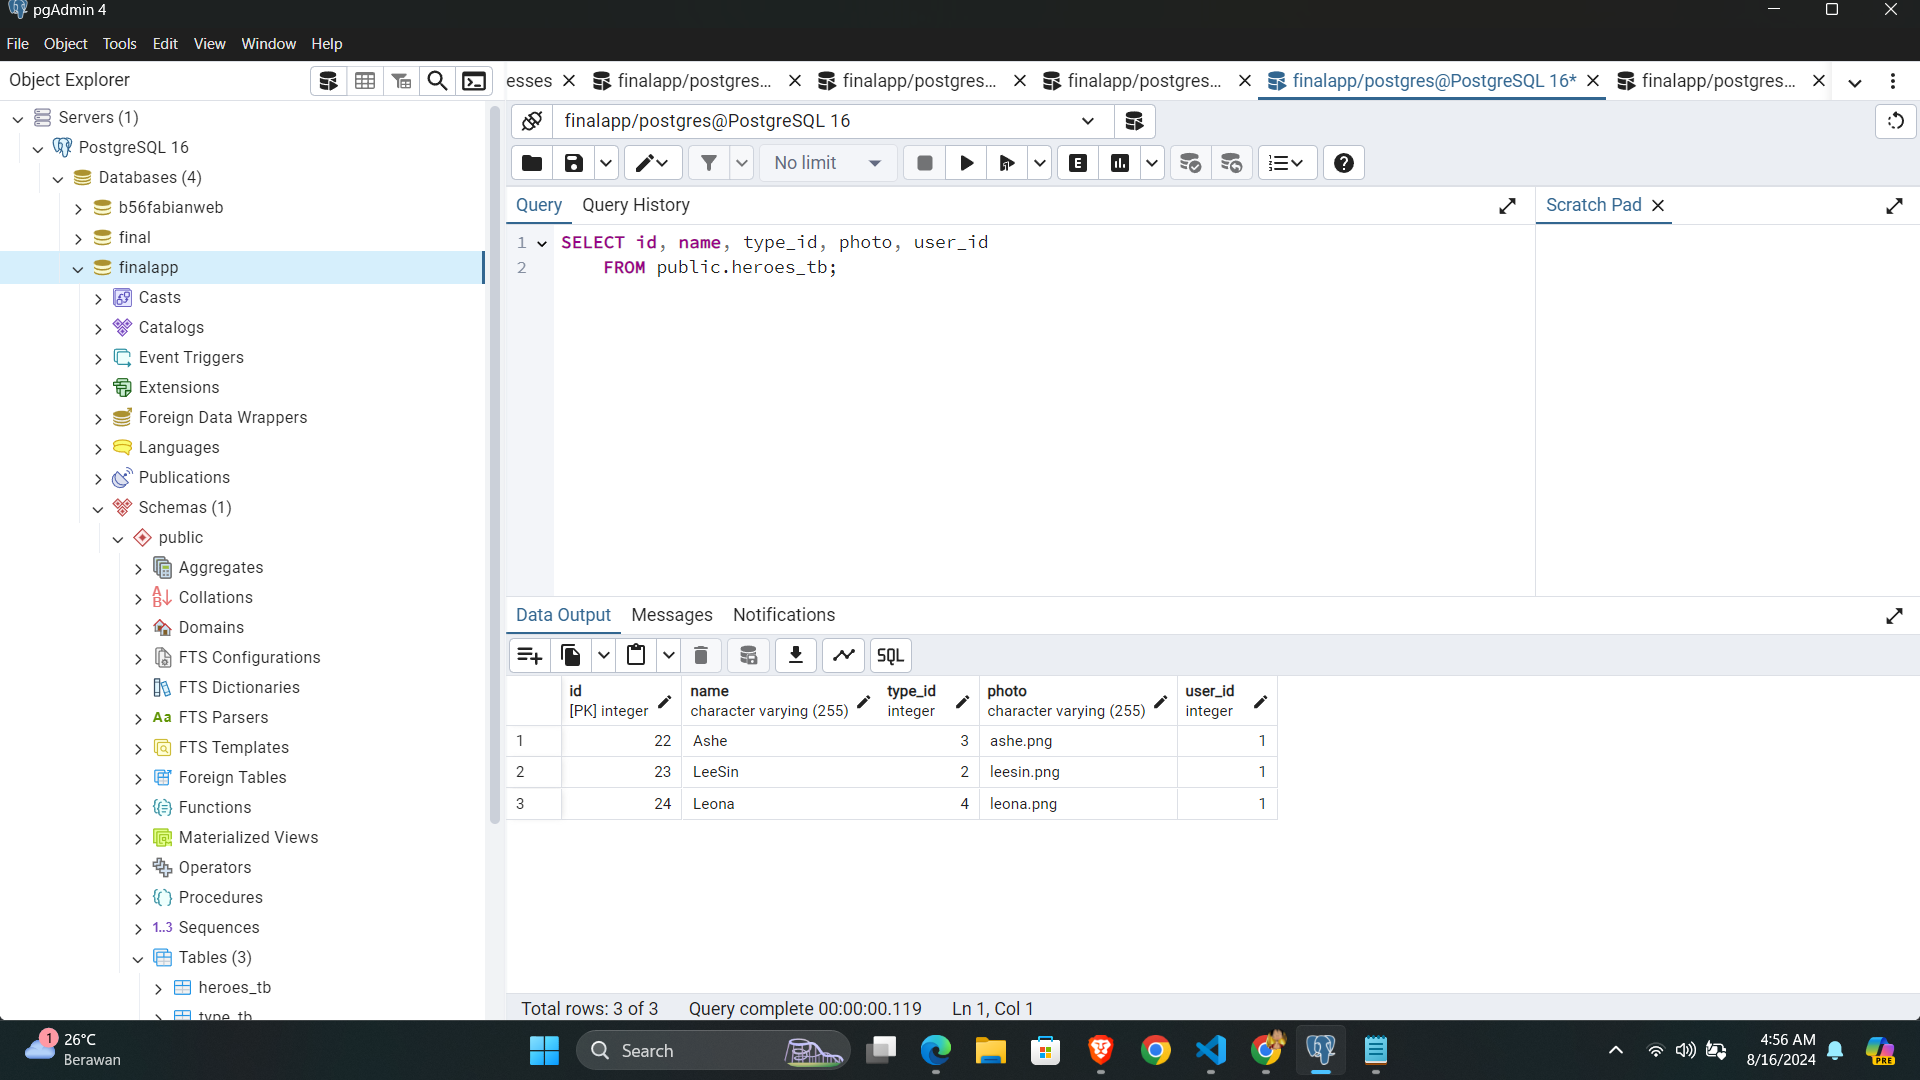 pgAdmin 4
File Object Tools Edit View Window Help
Object Explorer
Servers (1)
PostgreSQL 16
Databases (4)
b56fabianweb
final
finalapp
Casts
Catalogs
Event Triggers
Extensions
Foreign Data Wrappers
Languages
Publications
Schemas (1)
public
Aggregates
Collations
Domains
FTS Configurations
FTS Dictionaries
Aa FTS Parsers
FTS Templates
Foreign Tables
Functions
Materialized Views
Operators
Procedures
1..3 Sequences
Tables (3)
heroes_tb
type_tb
esses finalapp/postgres... finalapp/postgres... finalapp/postgres... finalapp/postgres@PostgreSQL 16* finalapp/postgres...
finalapp/postgres@PostgreSQL 16
No limit E
Query Query History Scratch Pad
1 SELECT id, name, type_id, photo, user_id
2 FROM public.heroes_tb;
Data Output Messages Notifications
SQL
id name type_id photo user_id
[PK] integer character varying (255) integer character varying (255) integer
1 22 Ashe 3 ashe.png 1
2 23 LeeSin 2 leesin.png 1
3 24 Leona 4 leona.png 1
Total rows: 3 of 3 Query complete 00:00:00.119 Ln 1, Col 1
1 26°C
Berawan
Search
4:56 AM
8/16/2024
PRE